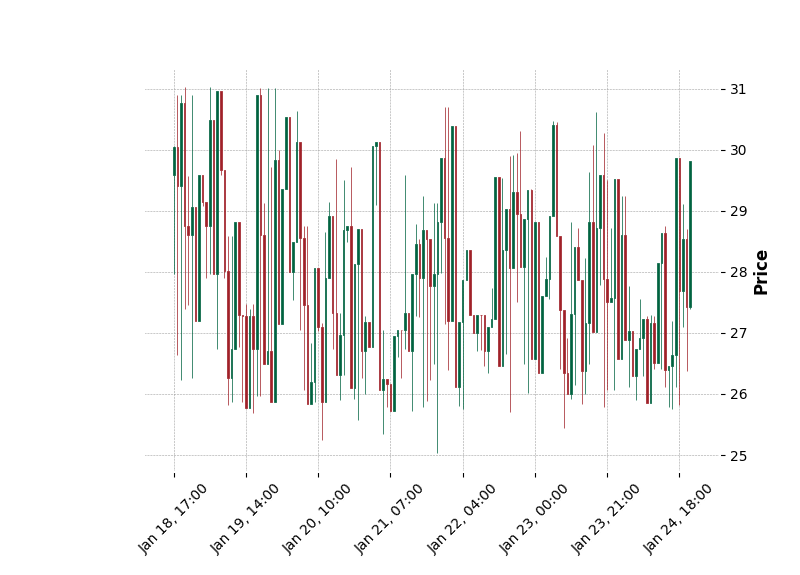 31
30
29
28
27
26
25
Price
Jan 18, 17:00
Jan 19, 14:00
Jan 20, 10:00
Jan 21, 07:00
Jan 22, 04:00
Jan 23, 00:00
Jan 23, 21:00
Jan 24, 18:00